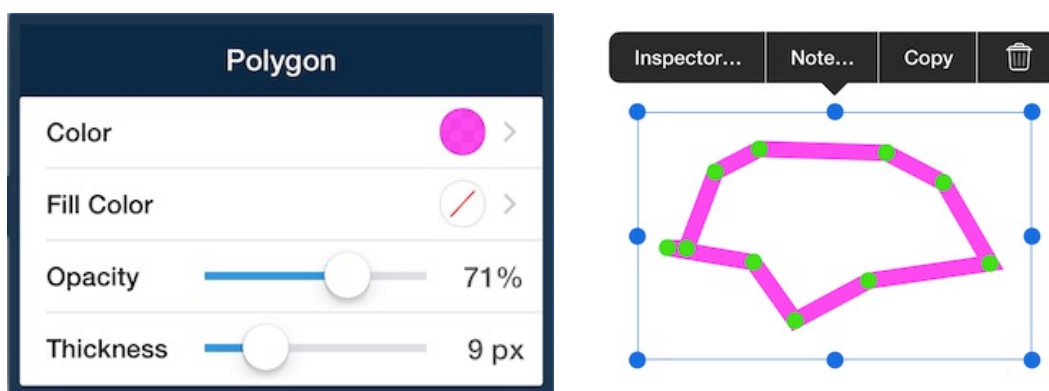 Polygon
Color
Fill Color
Opacity 71%
Thickness 9 px
Inspector... Note... Copy